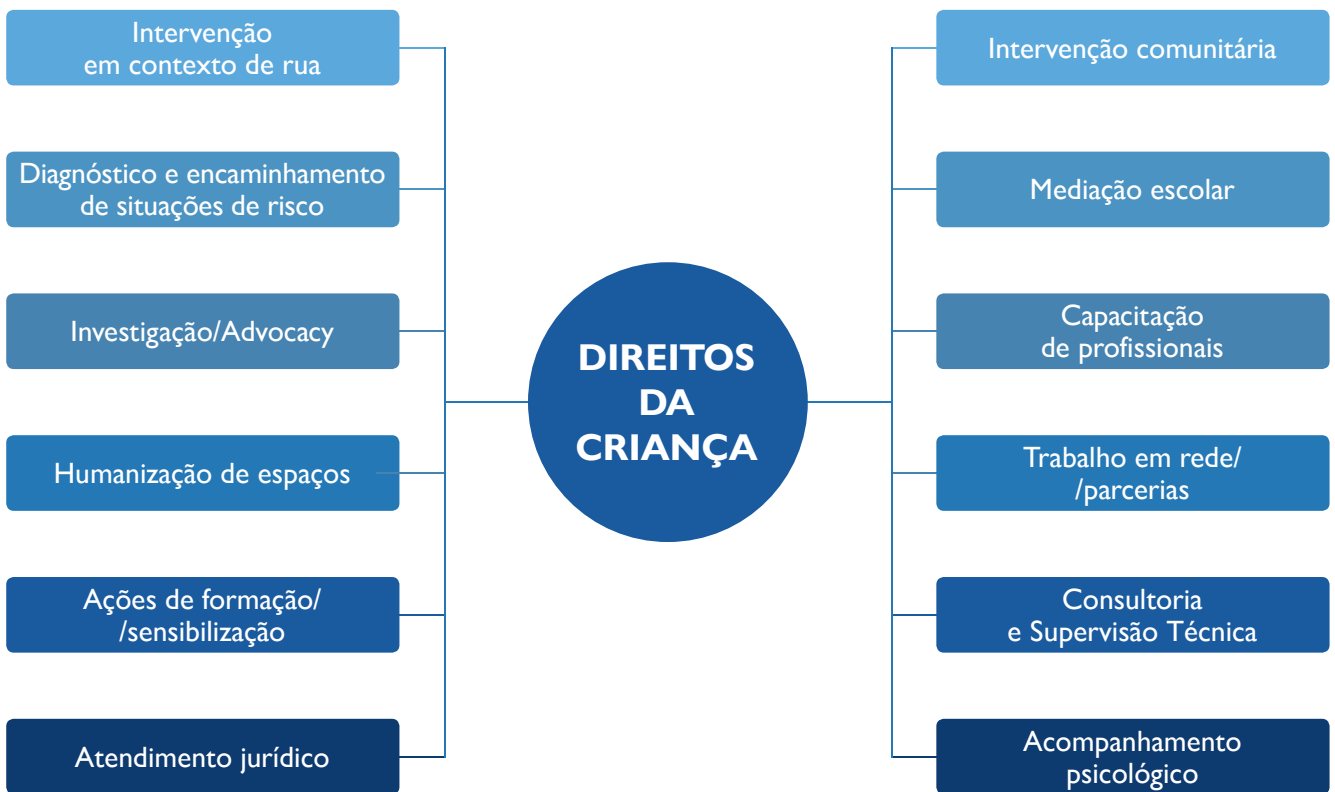 Intervenção
em contexto de rua
Diagnóstico e encaminhamento
de situações de risco
Investigação/Advocacy
Humanização de espaços
Ações de formação/
/sensibilização
Atendimento jurídico
DIREITOS
DA
CRIANÇA
Intervenção comunitária
Mediação escolar
Capacitação
de profissionais
Trabalho em rede/
/parcerias
Consultoria
e Supervisão Técnica
Acompanhamento
psicológico